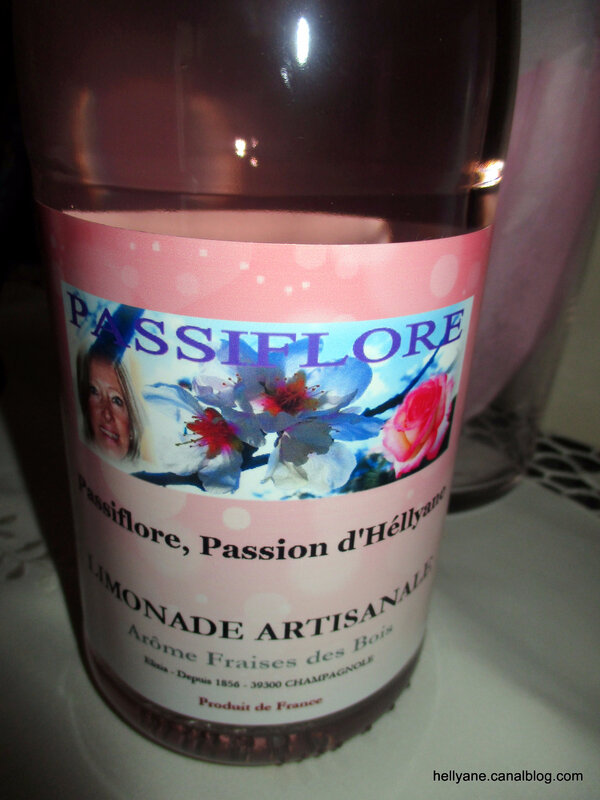 PASSIFLORE
Passiflore, Passion d'Héllyane
LIMONADE ARTISANALE
Arôme Fraises des Bois
Elixia - Depuis 1856 - 39300 CHAMPAGNOLE
Produit de France
hellyane.canalblog.com